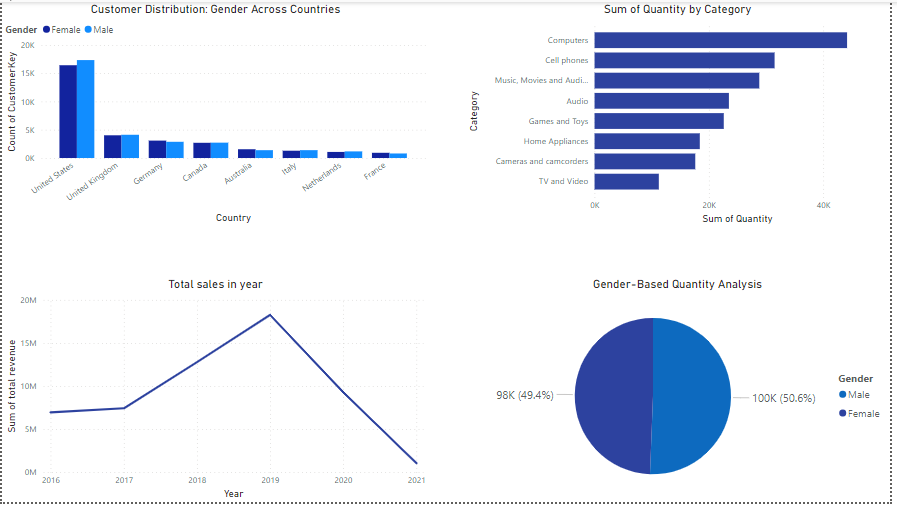 Customer Distribution: Gender Across Countries
Gender Female Male
Count of CustomerKey
20K
15K
10K
5K
0K
United States
United Kingdom
Germany
Canada
Australia
Italy
Netherlands
France
Country
Sum of Quantity by Category
Category
Computers
Cell phones
Music, Movies and Audi...
Audio
Games and Toys
Home Appliances
Cameras and camcorders
TV and Video
0K
20K
40K
Sum of Quantity
Total sales in year
Sum of total revenue
20M
15M
10M
5M
0M
2016
2017
2018
2019
2020
2021
Year
Gender-Based Quantity Analysis
98K (49.4%)
100K (50.6%)
Gender
Male
Female